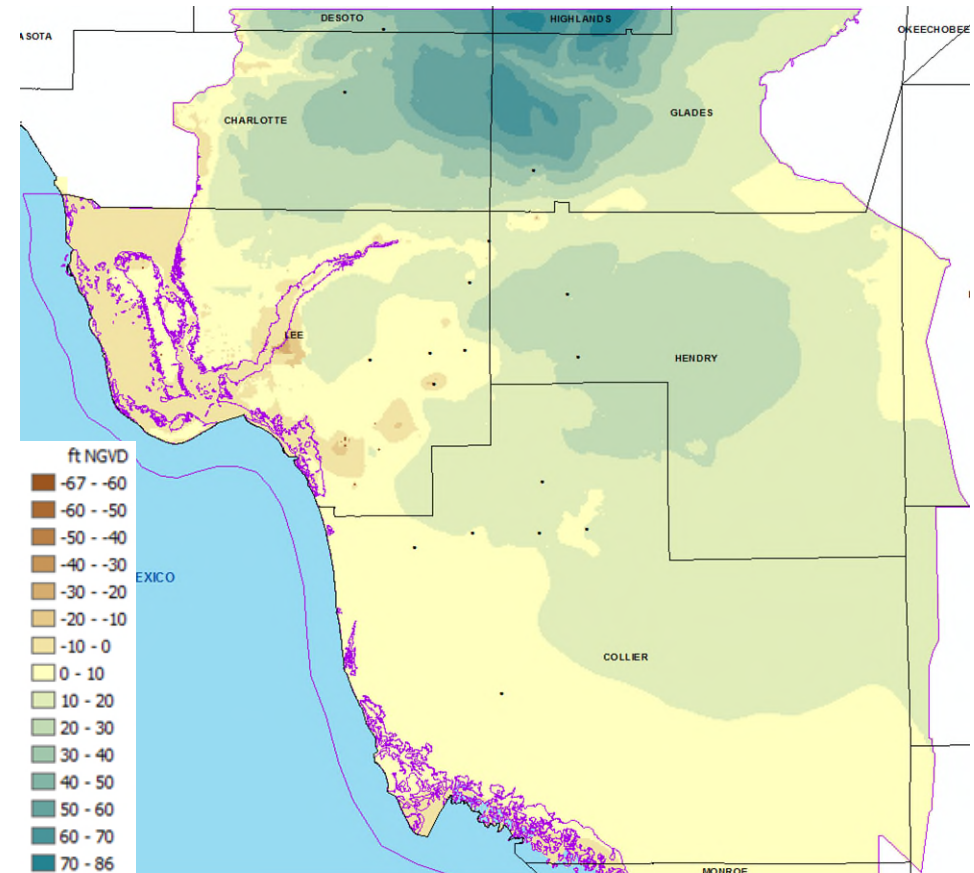 DESOTO
HIGHLANDS
ASOTA
OKEECHOBEE
CHARLOTTE
GLADES
LEE
HENDRY
ft NGVD
-67 - -60
-60 - -50
-50 - -40
-40 - -30
-30 - -20
-20 - -10
-10 - 0
0 - 10
10 - 20
20 - 30
30 - 40
40 - 50
50 - 60
60 - 70
70 - 86
EXICO
COLLIER
MONROE